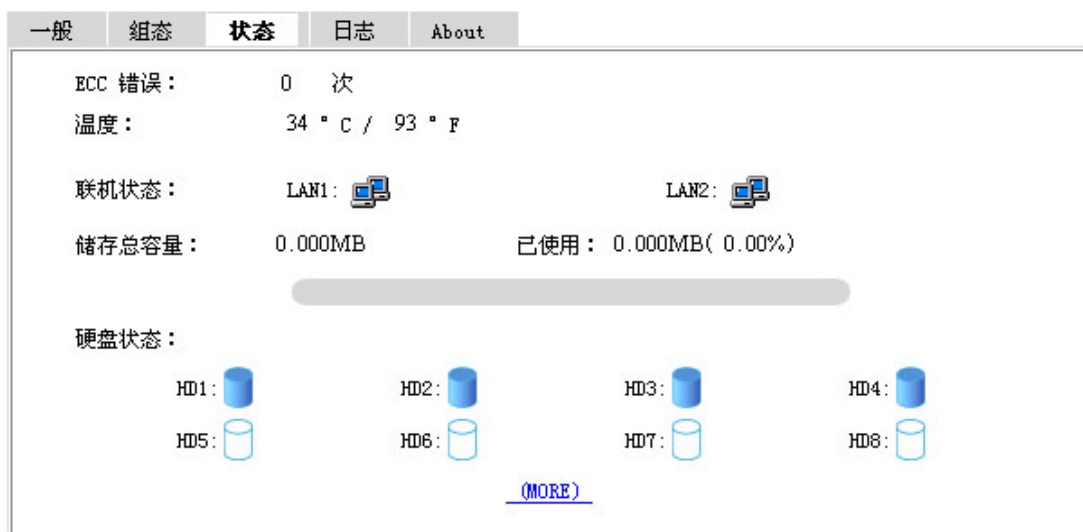 一般 组态 状态 日志 About
ECC 错误： 0 次
温度： 34 ° C / 93 ° F
联机状态： LAN1: LAN2:
储存总容量： 0.000MB 已使用： 0.000MB( 0.00%)
硬盘状态：
HD1: HD2: HD3: HD4:
HD5: HD6: HD7: HD8:
(MORE)